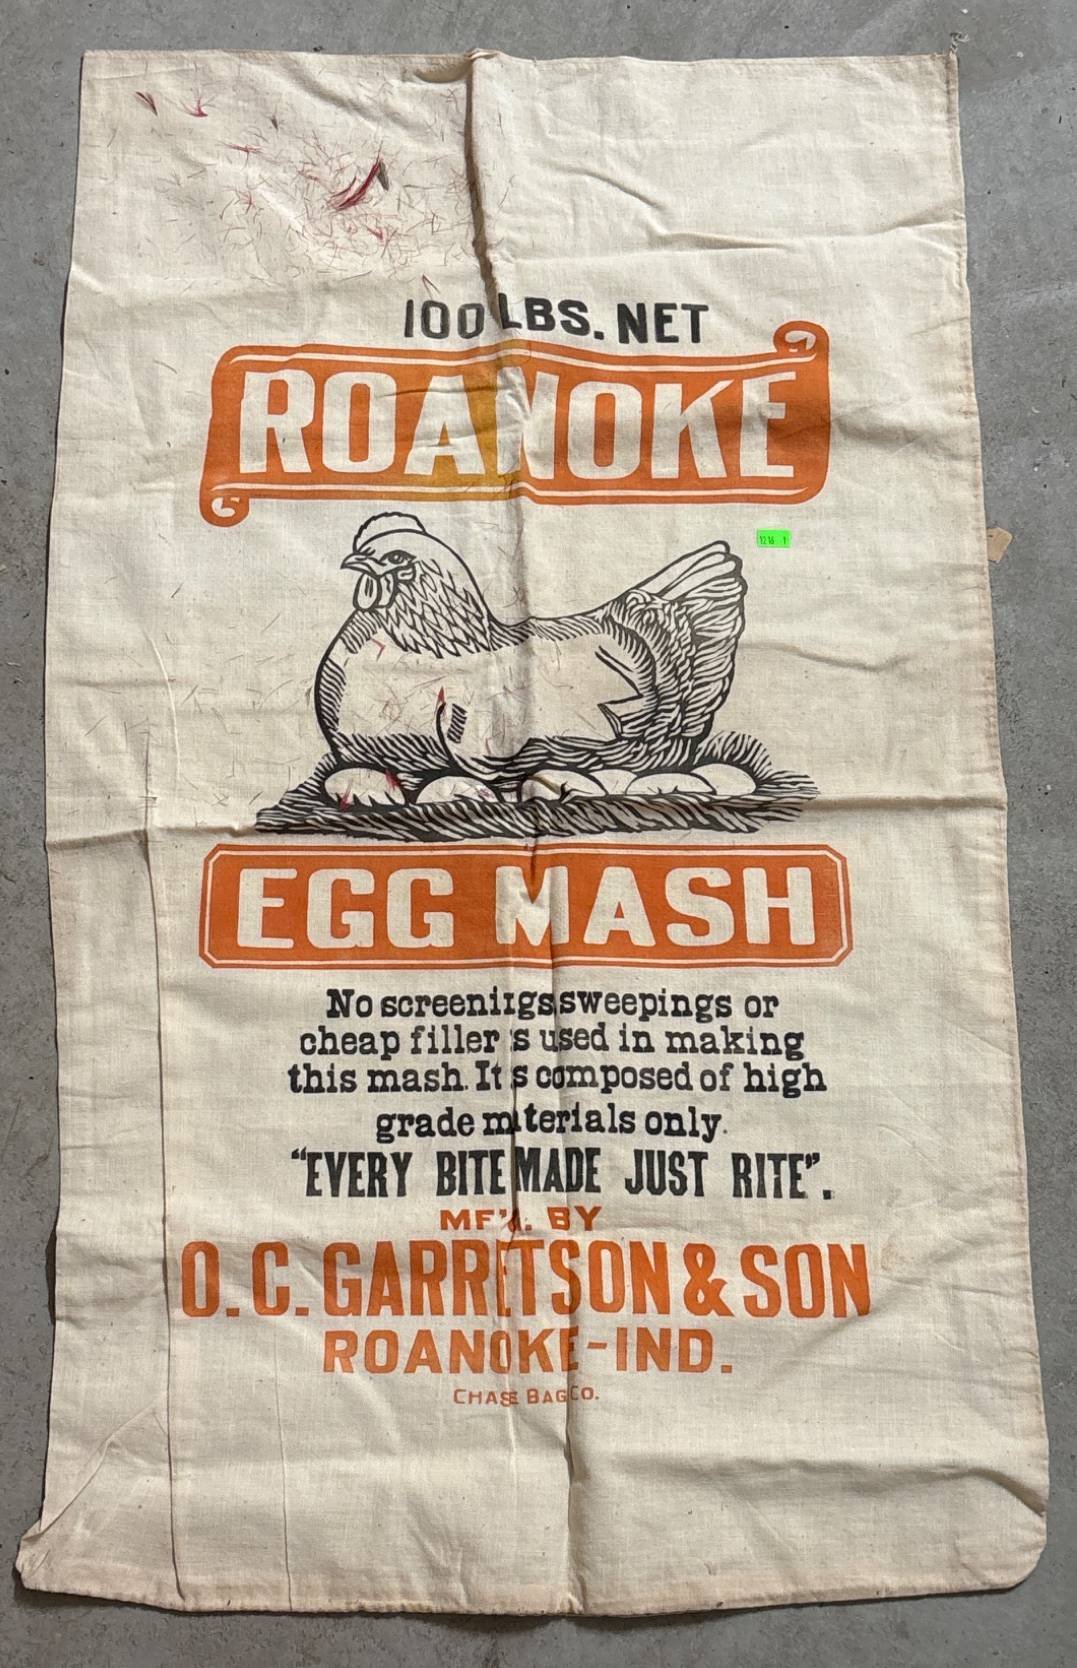 100 LBS. NET
ROANOKE
EGG MASH
No screenings sweepings or
cheap filler is used in making
this mash. It is composed of high
grade materials only.
"EVERY BITE MADE JUST RITE".
MF'G. BY
O. C. GARRETSON & SON
ROANOKE-IND.
CHASE BAG CO.